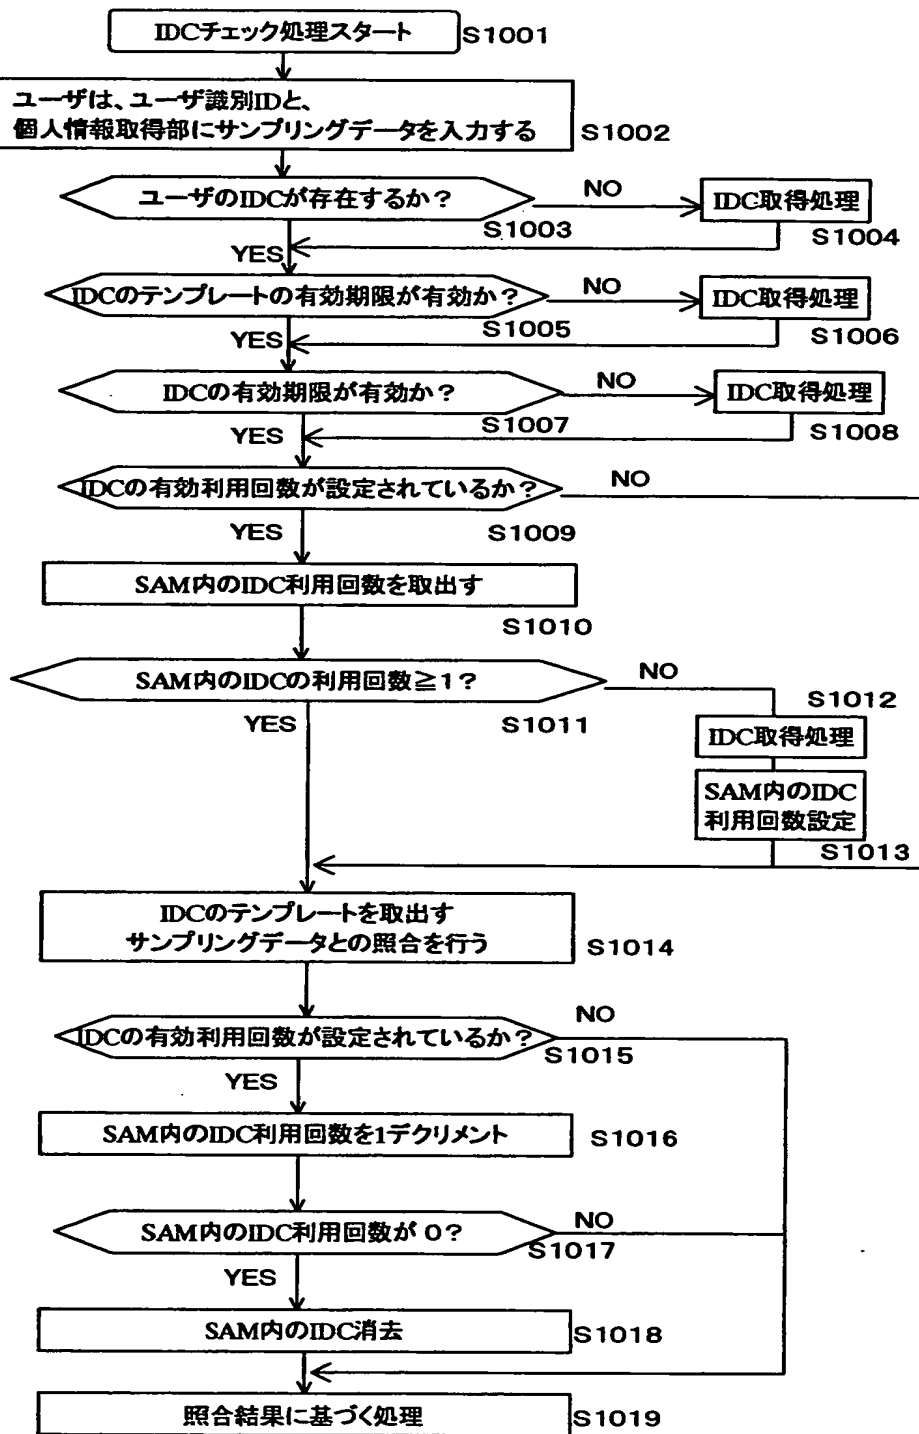 IDCチェック処理スタート
S1001
ユーザは、ユーザ識別IDと、
個人情報取得部にサンプリングデータを入力する
S1002
ユーザのIDCが存在するか？
NO
IDC取得処理
S1003
S1004
YES
IDCのテンプレートの有効期限が有効か？
NO
IDC取得処理
S1005
S1006
YES
IDCの有効期限が有効か？
NO
IDC取得処理
S1007
S1008
YES
IDCの有効利用回数が設定されているか？
NO
YES
S1009
SAM内のIDC利用回数を取出す
S1010
SAM内のIDCの利用回数≧1？
NO
S1012
YES
S1011
IDC取得処理
SAM内のIDC
利用回数設定
S1013
IDCのテンプレートを取出す
サンプリングデータとの照合を行う
S1014
IDCの有効利用回数が設定されているか？
NO
S1015
YES
SAM内のIDC利用回数を1デクリメント
S1016
SAM内のIDC利用回数が 0？
NO
S1017
YES
SAM内のIDC消去
S1018
照合結果に基づく処理
S1019